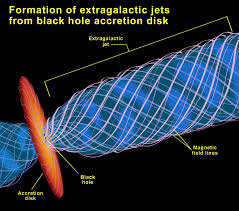 Formation of extragalactic jets
from black hole accretion disk
Extragalactic
jet
Magnetic
field lines
Black
hole
Accretion
disk